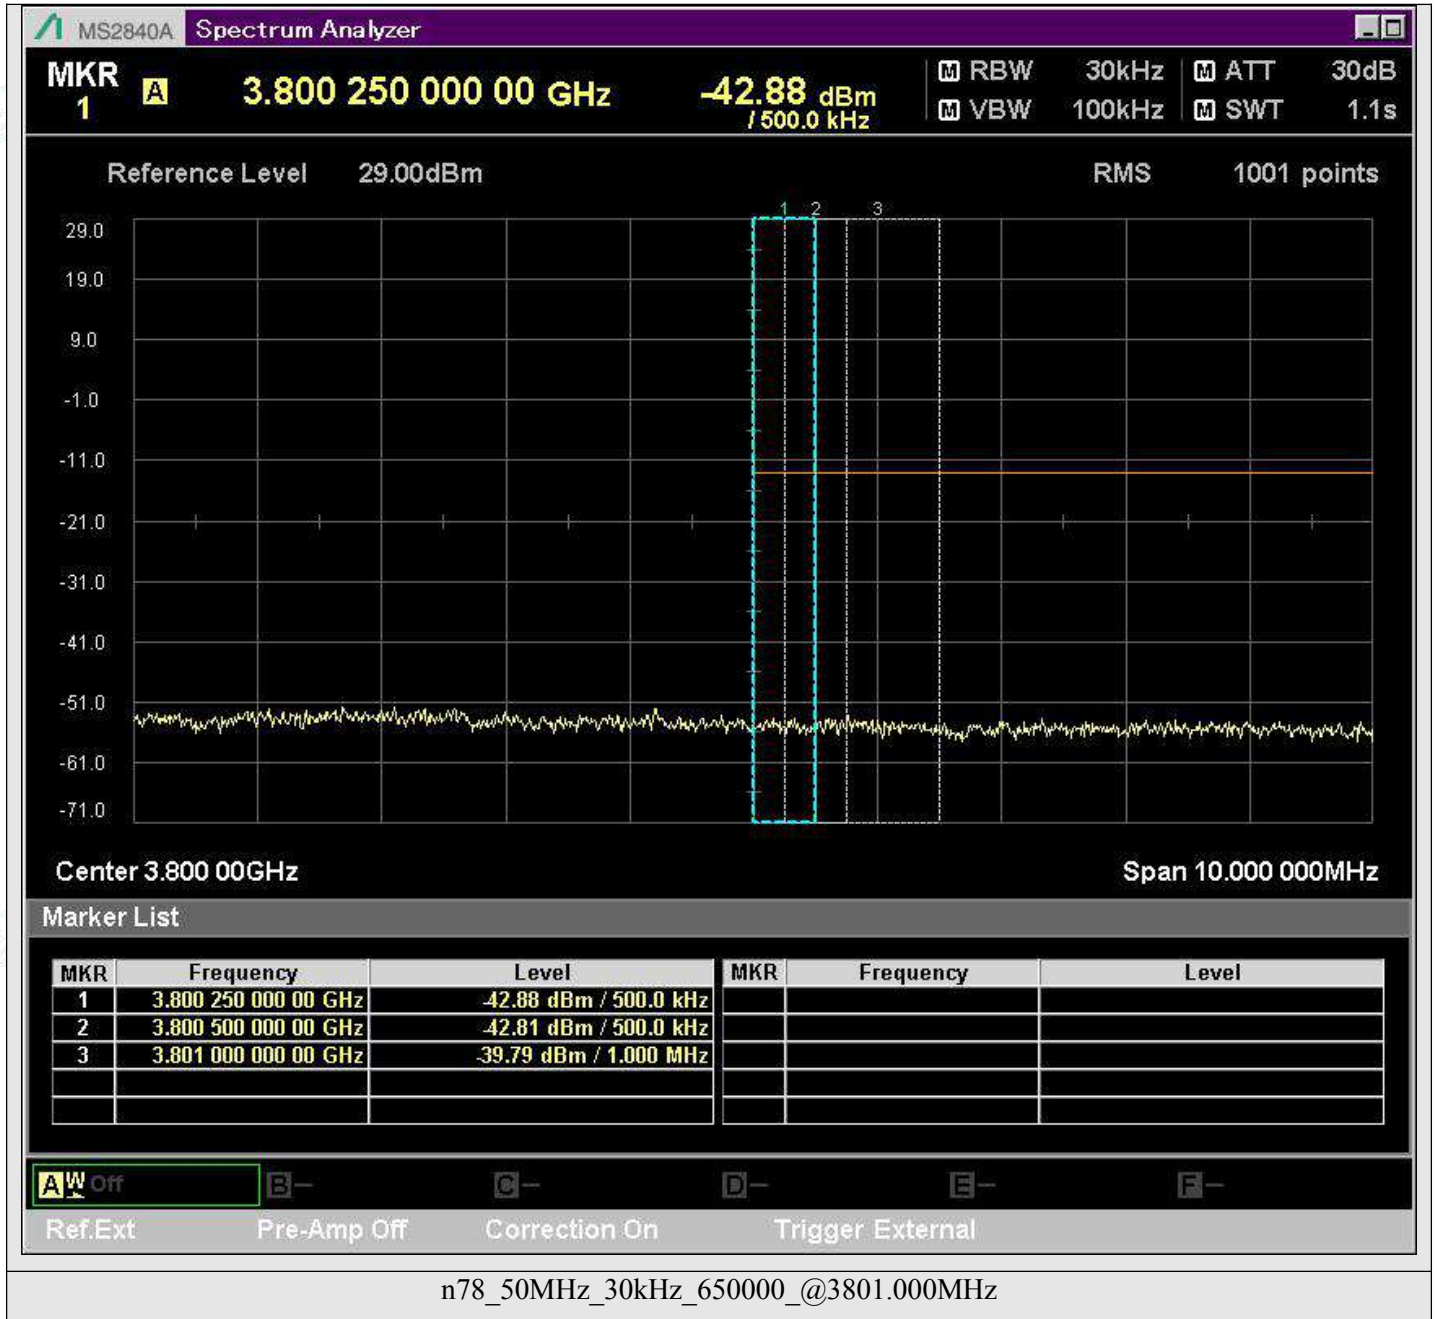 MS2840A Spectrum Analyzer
MKR 1 A 3.800 250 000 00 GHz -42.88 dBm / 500.0 kHz
M RBW 30kHz M ATT 30dB
M VBW 100kHz M SWT 1.1s
Reference Level 29.00dBm RMS 1001 points
1 2 3
29.0
19.0
9.0
-1.0
-11.0
-21.0
-31.0
-41.0
-51.0
-61.0
-71.0
Center 3.800 00GHz Span 10.000 000MHz
Marker List
MKR Frequency Level MKR Frequency Level
1 3.800 250 000 00 GHz -42.88 dBm / 500.0 kHz
2 3.800 500 000 00 GHz -42.81 dBm / 500.0 kHz
3 3.801 000 000 00 GHz -39.79 dBm / 1.000 MHz
A W Off B - C - D - E - F -
Ref.Ext Pre-Amp Off Correction On Trigger External
n78_50MHz_30kHz_650000_@3801.000MHz